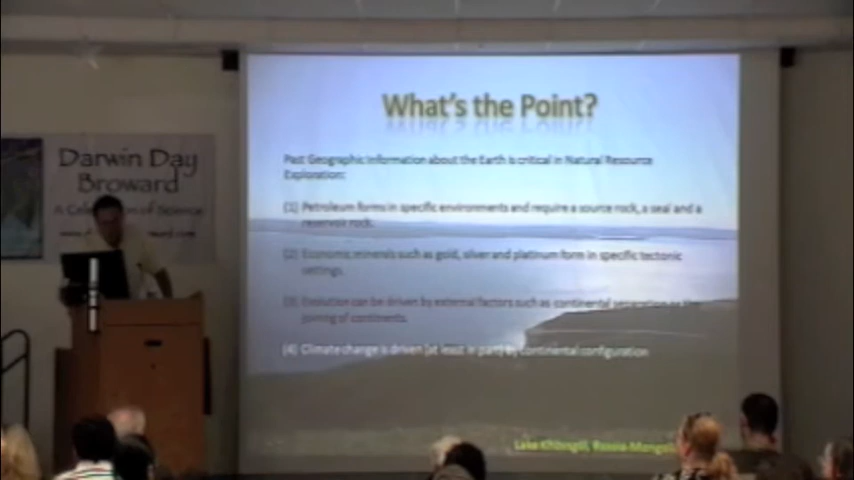 What's the Point?
Past Geographic Information about the Earth is critical in Natural Resource
Exploration:
(1) Petroleum forms in specific environments and require a source rock, a seal and a
reservoir rock.
(2) Economic minerals such as gold, silver and platinum form in specific tectonic
settings.
(3) Evolution can be driven by external factors such as continental separation or the
joining of continents.
(4) Climate change is driven (at least in part) by continental configuration
Darwin Day
Broward
A Celebration of Science